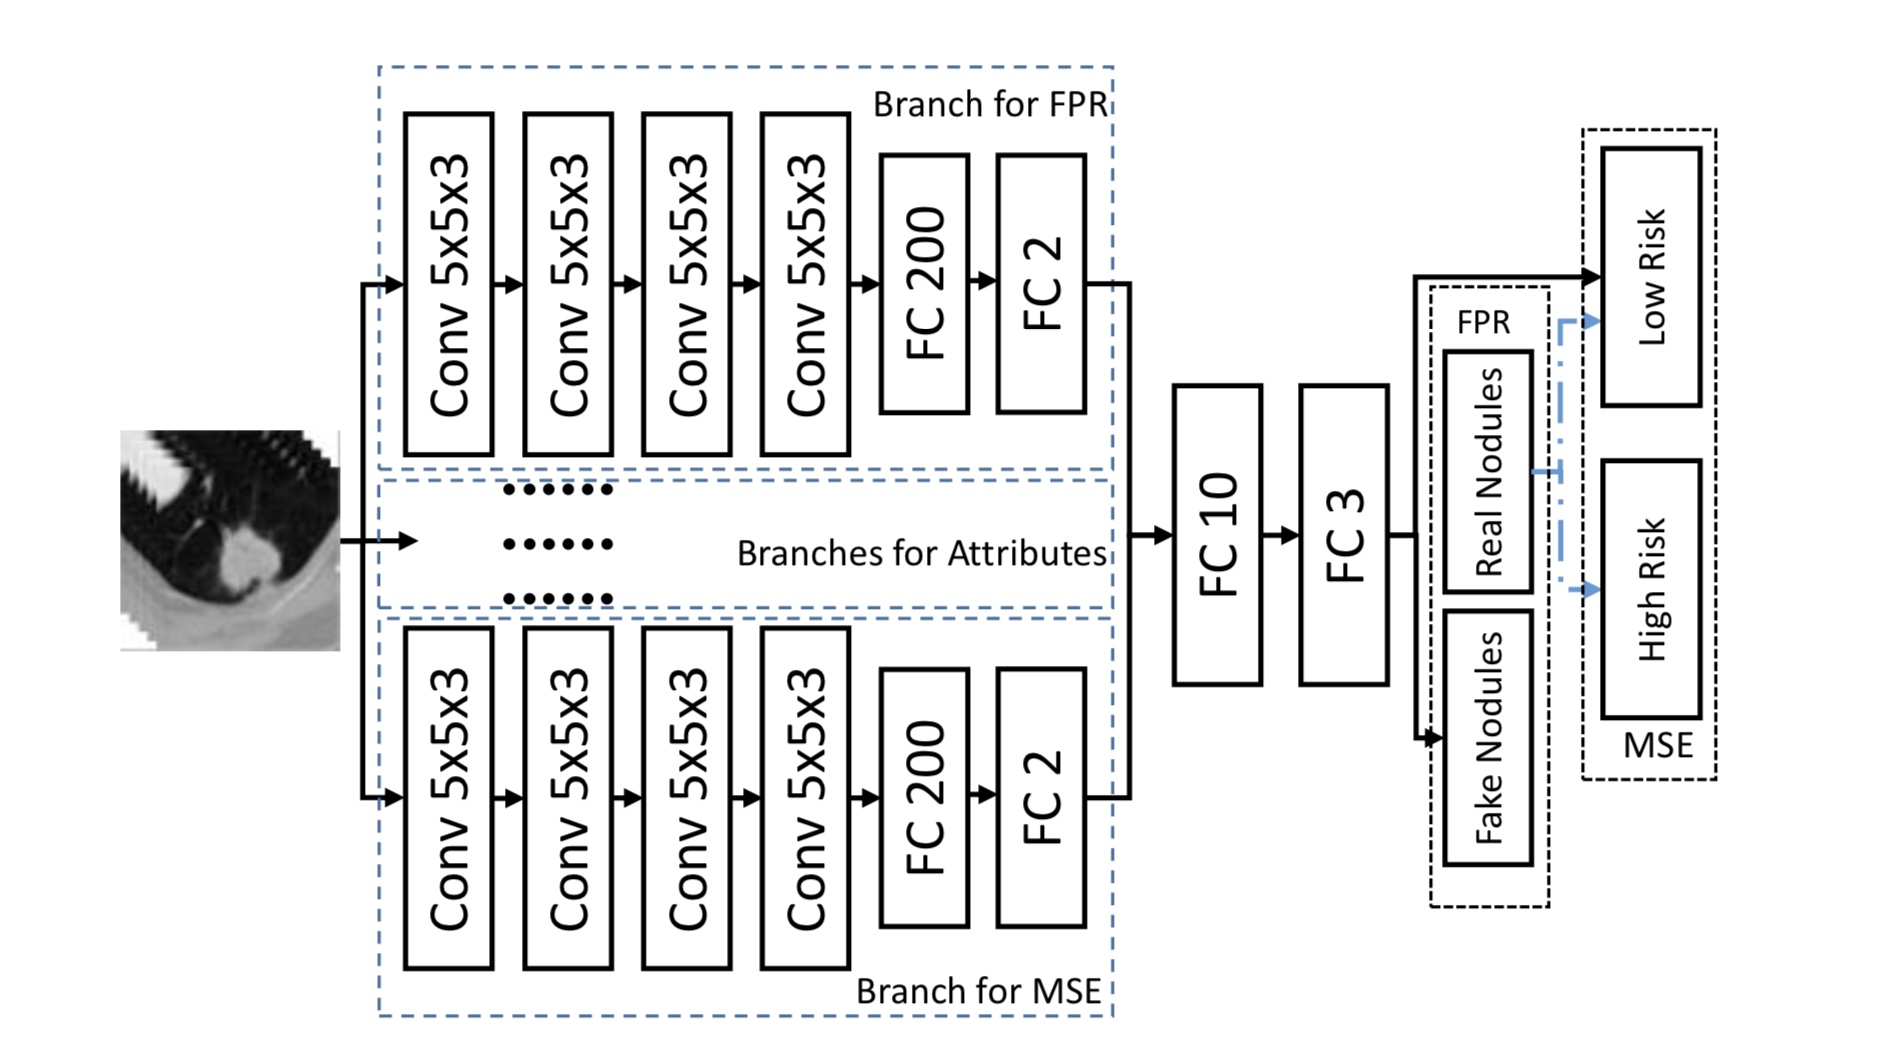 Branch for FPR
Conv 5x5x3
Conv 5x5x3
Conv 5x5x3
Conv 5x5x3
FC 200
FC 2
Branches for Attributes
Conv 5x5x3
Conv 5x5x3
Conv 5x5x3
Conv 5x5x3
FC 200
FC 2
Branch for MSE
FC 10
FC 3
FPR
Real Nodules
Fake Nodules
Low Risk
High Risk
MSE